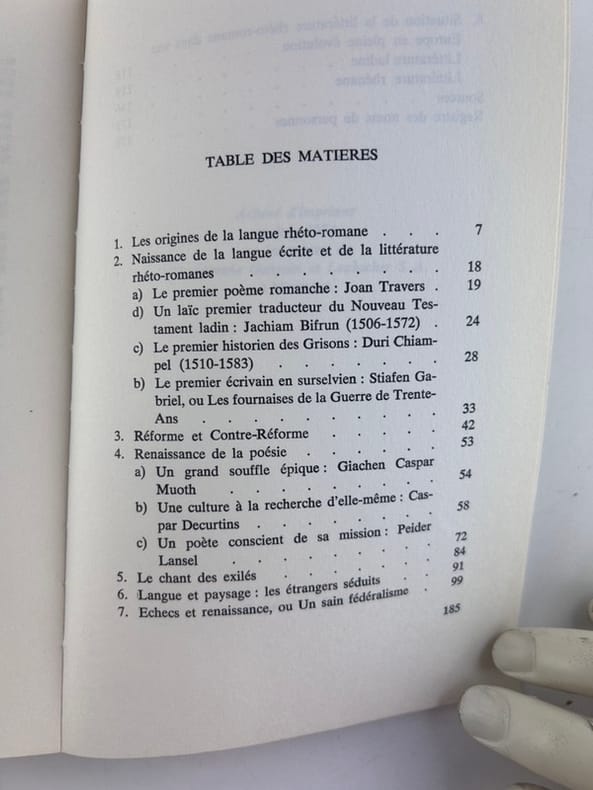 TABLE DES MATIERES
1. Les origines de la langue rhéto-romane . . . 7
2. Naissance de la langue écrite et de la littérature
rhéto-romanes . . . . . . 18
a) Le premier poème romanche : Joan Travers . 19
d) Un laïc premier traducteur du Nouveau Tes-
tament ladin : Jachiam Bifrun (1506-1572) . 24
c) Le premier historien des Grisons : Duri Chiam-
pel (1510-1583) . . . . . . 28
b) Le premier écrivain en surselvien : Stiafen Ga-
briel, ou Les fournaises de la Guerre de Trente-
Ans . . . . . . . . . 33
3. Réforme et Contre-Réforme . . . . . 42
4. Renaissance de la poésie . . . . . . 53
a) Un grand souffle épique : Giachen Caspar
Muoth . . . . . . . . 54
b) Une culture à la recherche d'elle-même : Cas-
par Decurtins . . . . . . . 58
c) Un poète conscient de sa mission : Peider
Lansel . . . . . . . . 72
5. Le chant des exilés . . . . . . 84
6. Langue et paysage : les étrangers séduits . . 91
7. Echecs et renaissance, ou Un sain fédéralisme . 99
185